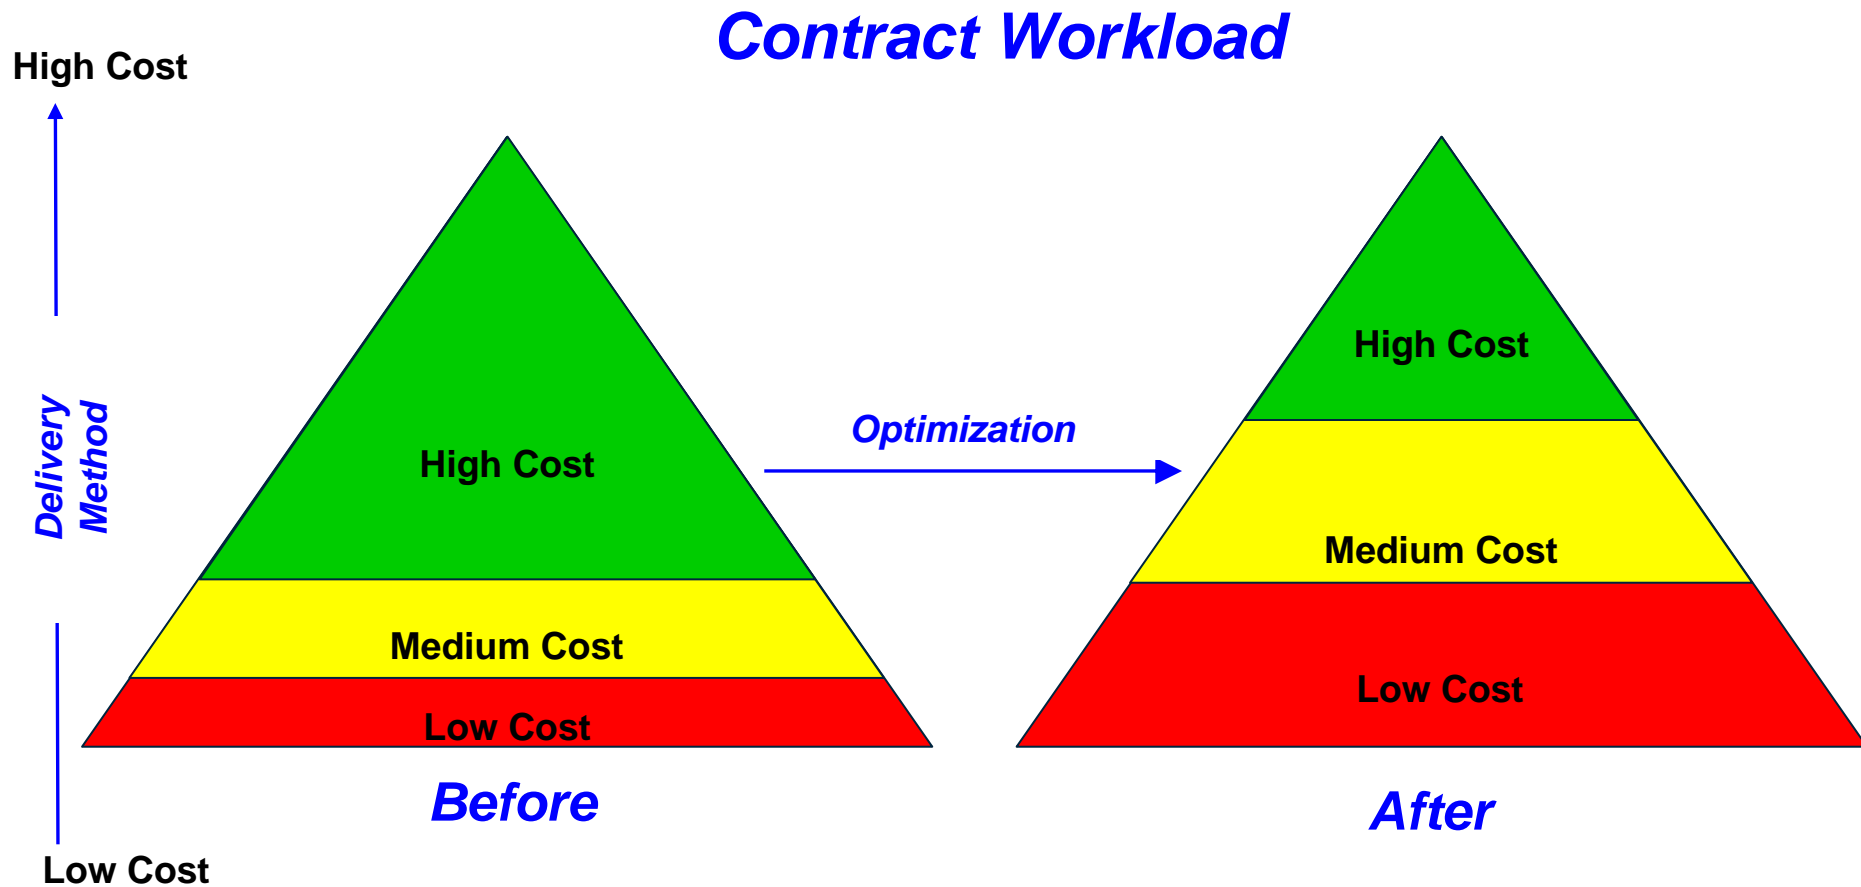 Contract Workload
High Cost
Delivery
Method
Low Cost
High Cost
Medium Cost
Low Cost
Before
Optimization
High Cost
Medium Cost
Low Cost
After